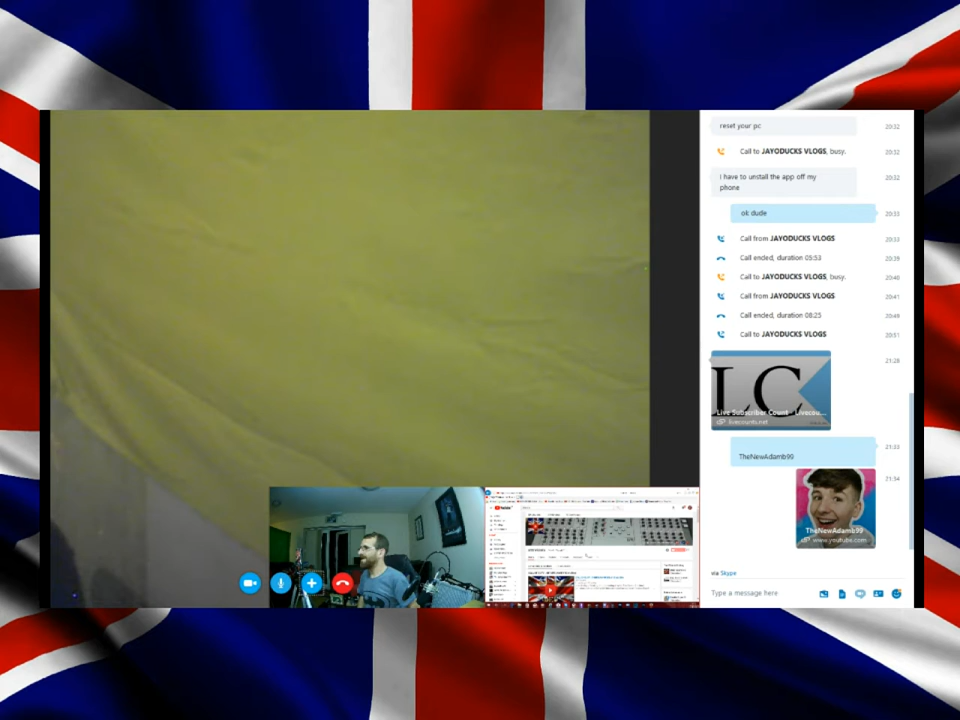 reset your pc
20:32
Call to JAYODUCKS VLOGS, busy.
20:32
I have to unstall the app off my
phone
20:32
ok dude
20:33
Call from JAYODUCKS VLOGS
20:33
Call ended, duration 05:53
20:39
Call to JAYODUCKS VLOGS, busy.
20:40
Call from JAYODUCKS VLOGS
20:41
Call ended, duration 08:25
20:49
Call to JAYODUCKS VLOGS
20:51
LC
21:28
Live Subscriber Count - Livecou...
livecounts.net
TheNewAdamb99
21:33
21:34
TheNewAdamb99
www.youtube.com
via Skype
Type a message here